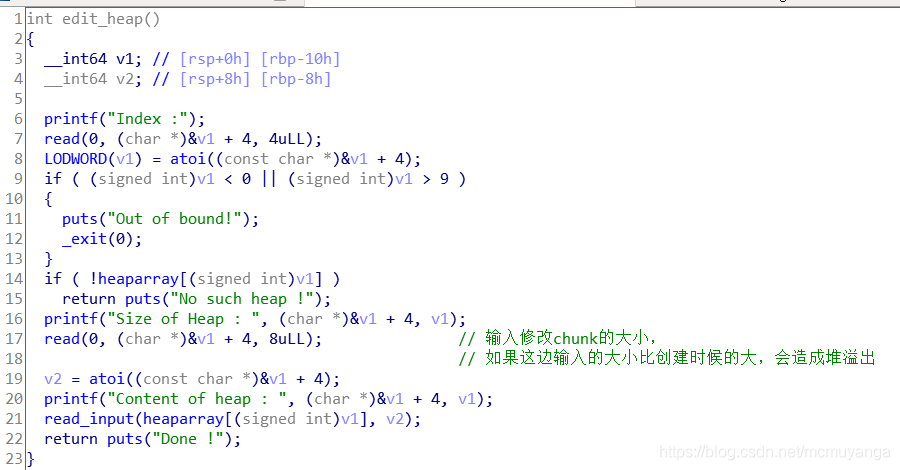 1 int edit_heap()
2 {
3   __int64 v1; // [rsp+0h] [rbp-10h]
4   __int64 v2; // [rsp+8h] [rbp-8h]
5
6   printf("Index :");
7   read(0, (char *)&v1 + 4, 4uLL);
8   LODWORD(v1) = atoi((const char *)&v1 + 4);
9   if ( (signed int)v1 < 0 || (signed int)v1 > 9 )
10   {
11     puts("Out of bound!");
12     _exit(0);
13   }
14   if ( !heaparray[(signed int)v1] )
15     return puts("No such heap !");
16   printf("Size of Heap : ", (char *)&v1 + 4, v1);
17   read(0, (char *)&v1 + 4, 8uLL);               // 输入修改chunk的大小，
18                                                 // 如果这边输入的大小比创建时候的大，会造成堆溢出
19   v2 = atoi((const char *)&v1 + 4);
20   printf("Content of heap : ", (char *)&v1 + 4, v1);
21   read_input(heaparray[(signed int)v1], v2);
22   return puts("Done !");
23 }
https://blog.csdn.net/mcmuyanga